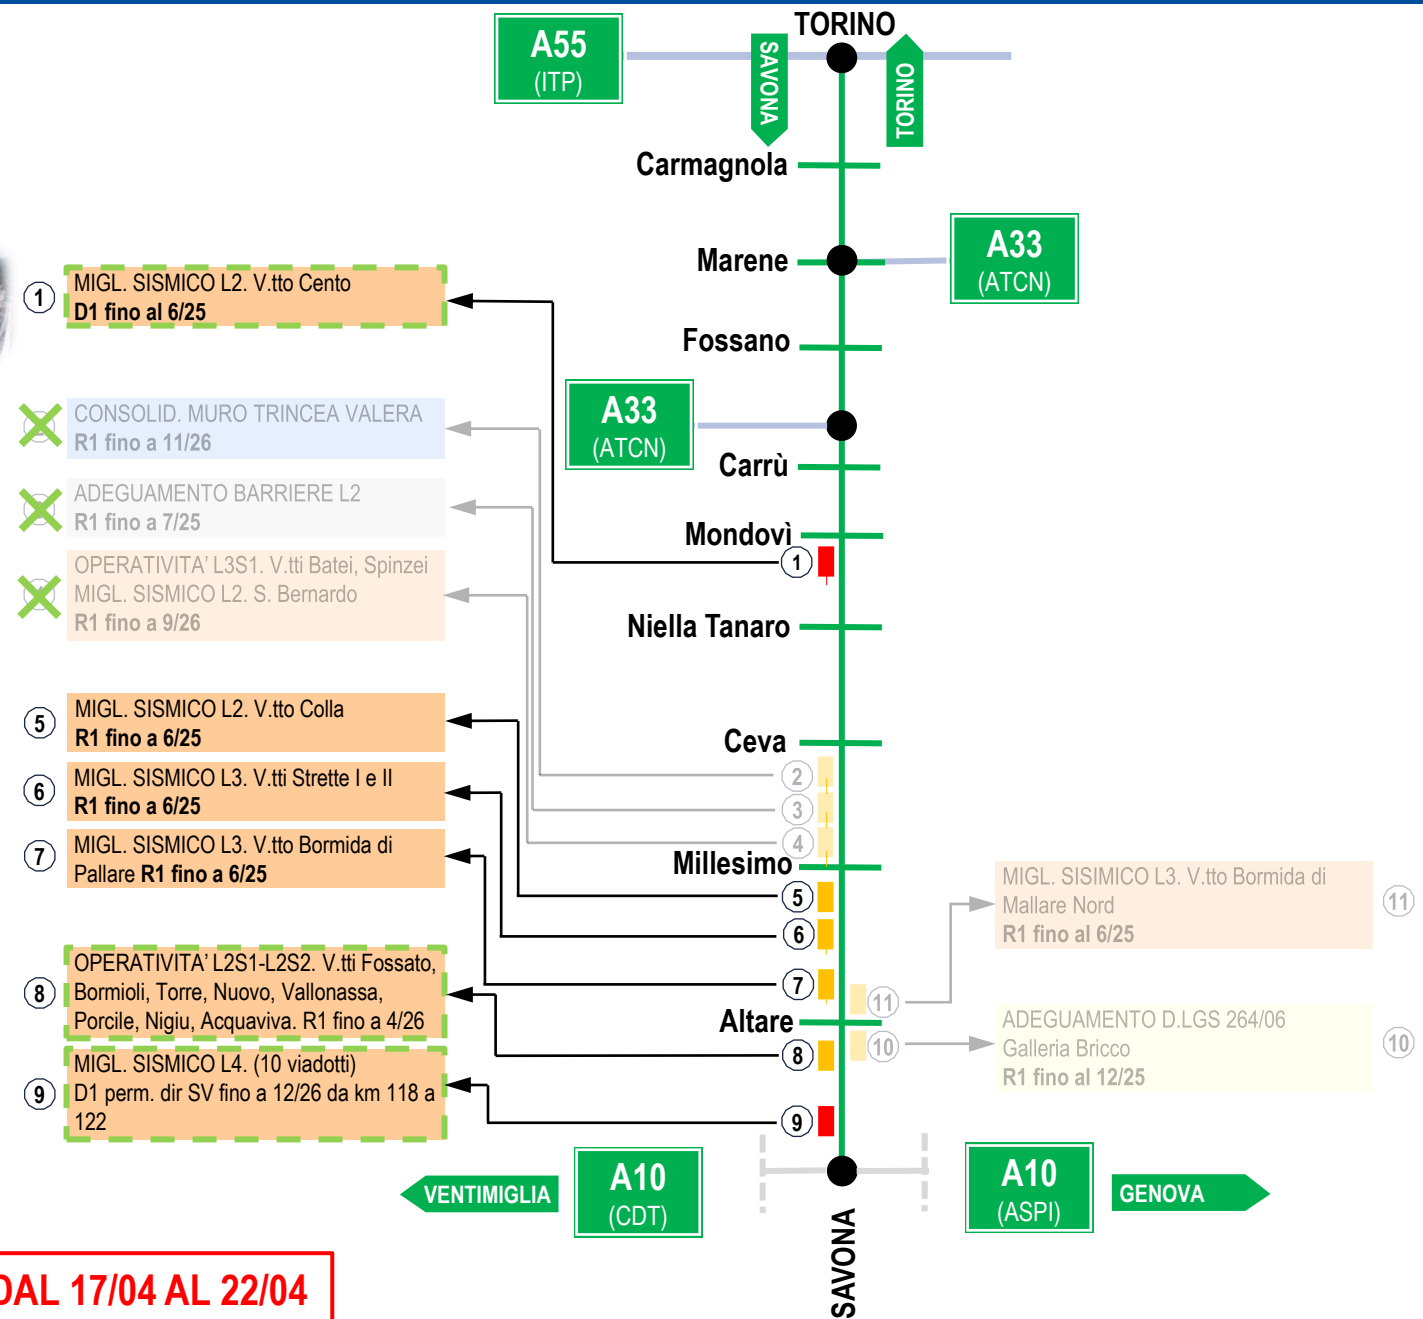 TORINO
A55
(ITP)
SAVONA
TORINO
Carmagnola
Marene
A33
(ATCN)
1
MIGL. SISMICO L2. V.tto Cento
D1 fino al 6/25
Fossano
A33
(ATCN)
CONSOLID. MURO TRINCEA VALERA
R1 fino a 11/26
Carrù
ADEGUAMENTO BARRIERE L2
R1 fino a 7/25
Mondovì
1
OPERATIVITA' L3S1. V.tti Batei, Spinzei
MIGL. SISMICO L2. S. Bernardo
R1 fino a 9/26
Niella Tanaro
5
MIGL. SISMICO L2. V.tto Colla
R1 fino a 6/25
Ceva
2
3
4
6
MIGL. SISMICO L3. V.tti Strette I e II
R1 fino a 6/25
7
MIGL. SISMICO L3. V.tto Bormida di
Pallare R1 fino a 6/25
Millesimo
5
6
7
MIGL. SISIMICO L3. V.tto Bormida di
Mallare Nord
R1 fino al 6/25
11
8
OPERATIVITA' L2S1-L2S2. V.tti Fossato,
Bormioli, Torre, Nuovo, Vallonassa,
Porcile, Nigiu, Acquaviva. R1 fino a 4/26
11
Altare
10
8
ADEGUAMENTO D.LGS 264/06
Galleria Bricco
R1 fino al 12/25
10
9
MIGL. SISMICO L4. (10 viadotti)
D1 perm. dir SV fino a 12/26 da km 118 a
122
9
VENTIMIGLIA
A10
(CDT)
A10
(ASPI)
GENOVA
SAVONA
DAL 17/04 AL 22/04